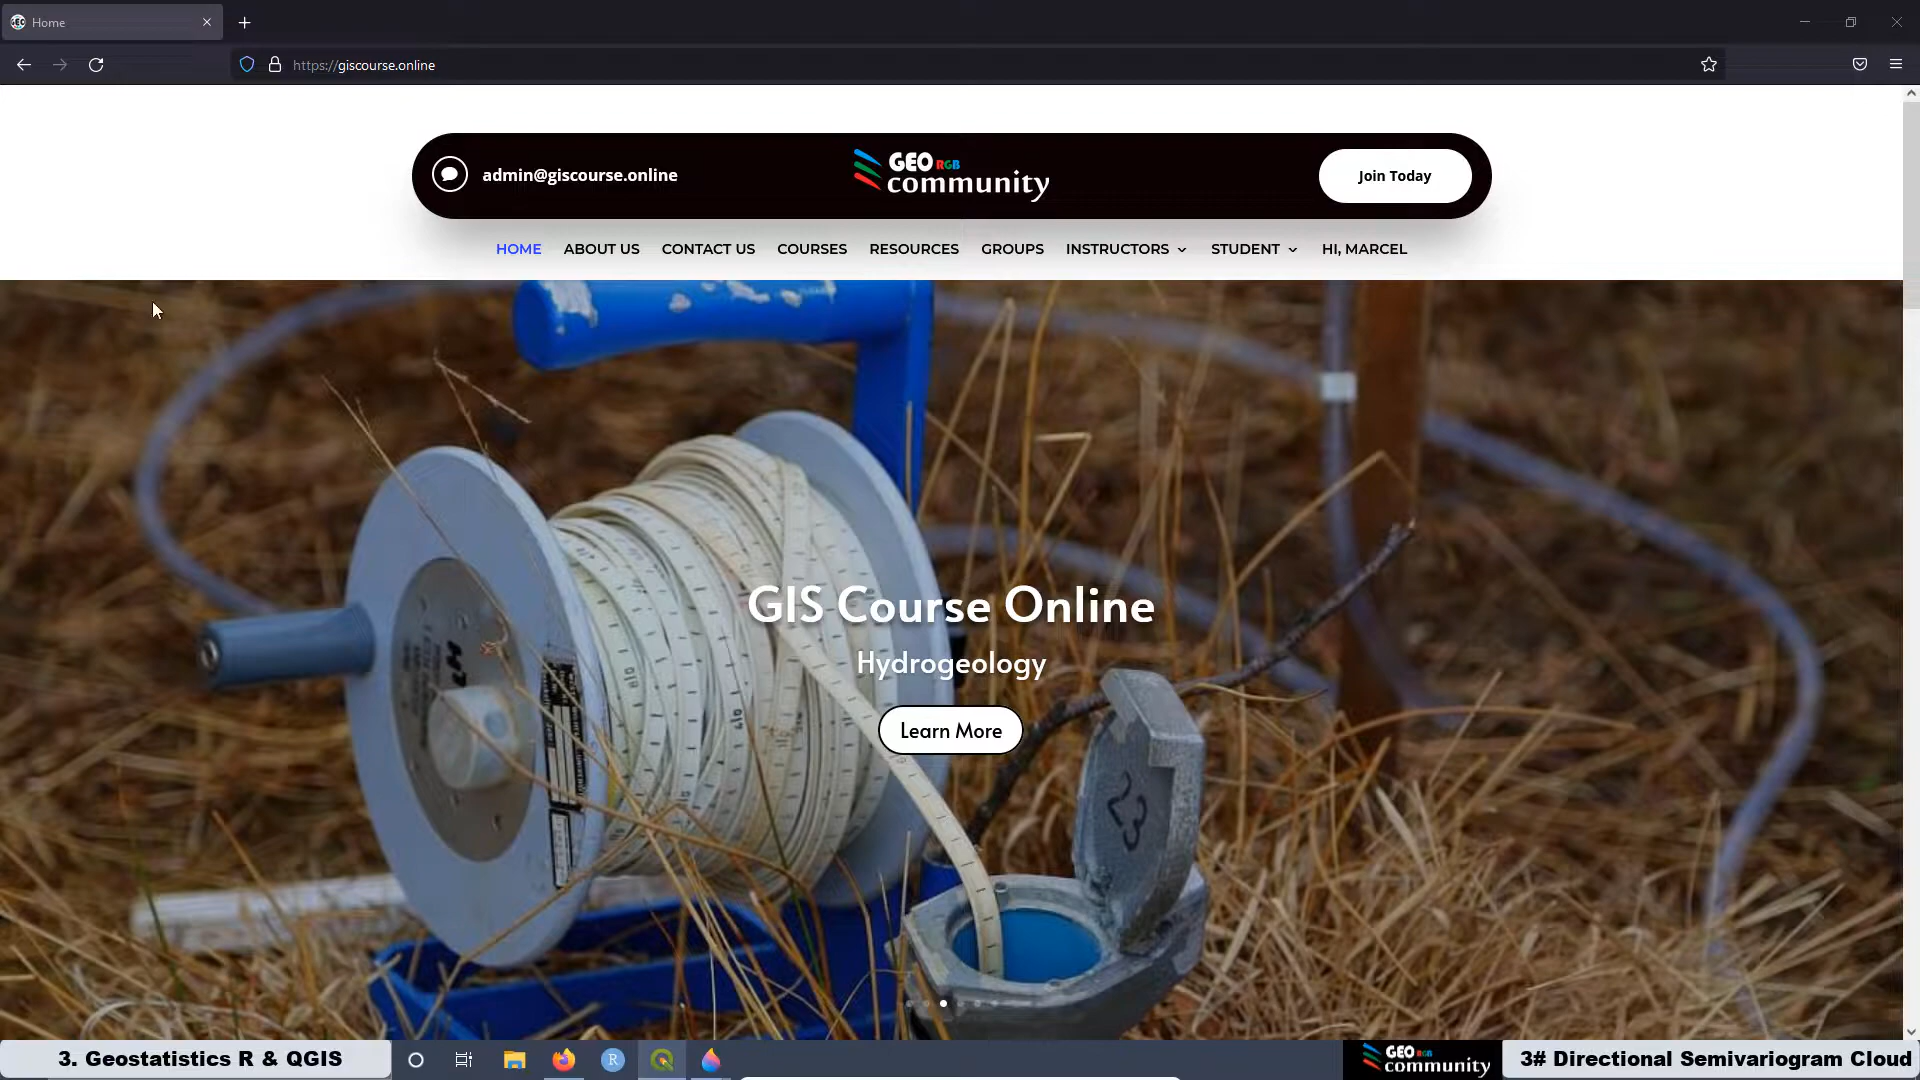 Home
https://giscourse.online
admin@giscourse.online
GEO RGB
community
Join Today
HOME ABOUT US CONTACT US COURSES RESOURCES GROUPS INSTRUCTORS STUDENT HI, MARCEL
GIS Course Online
Hydrogeology
Learn More
23
3. Geostatistics R & QGIS
R
GEO RGB
community
3# Directional Semivariogram Cloud